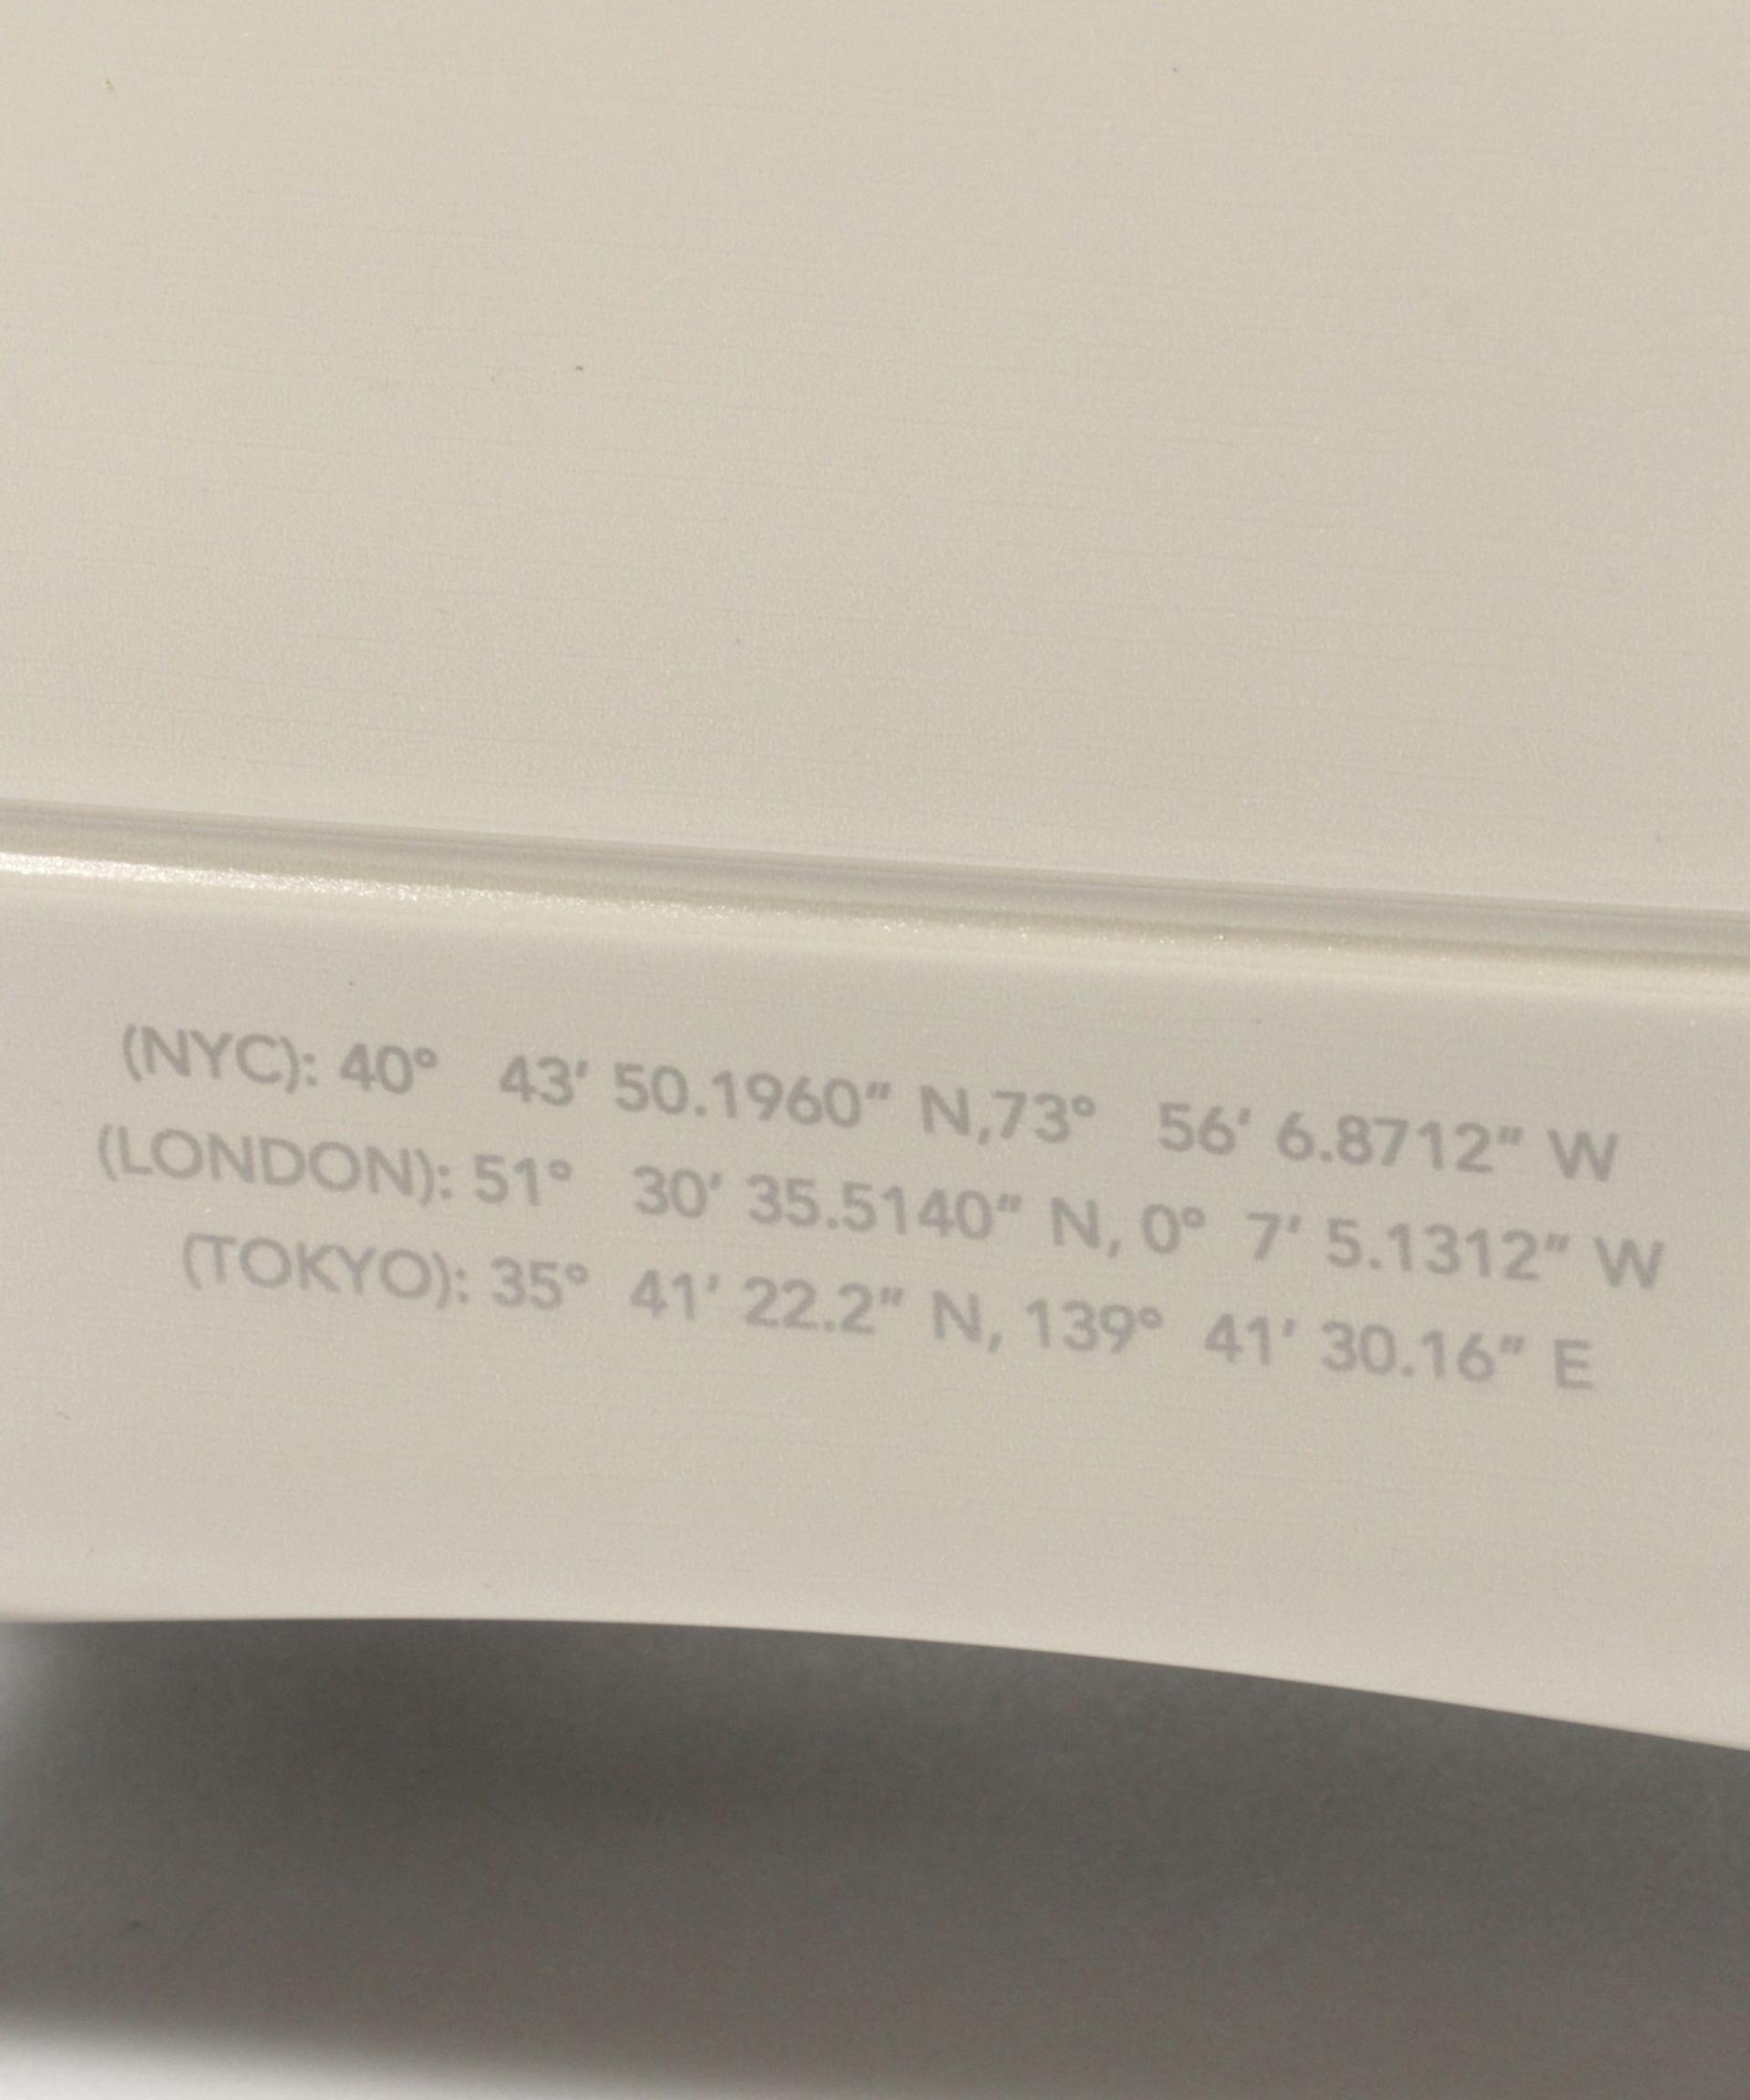 (NYC): 40° 43′ 50.1960″ N,73° 56′ 6.8712″ W
(LONDON): 51° 30′ 35.5140″ N, 0° 7′ 5.1312″ W
(TOKYO): 35° 41′ 22.2″ N, 139° 41′ 30.16″ E